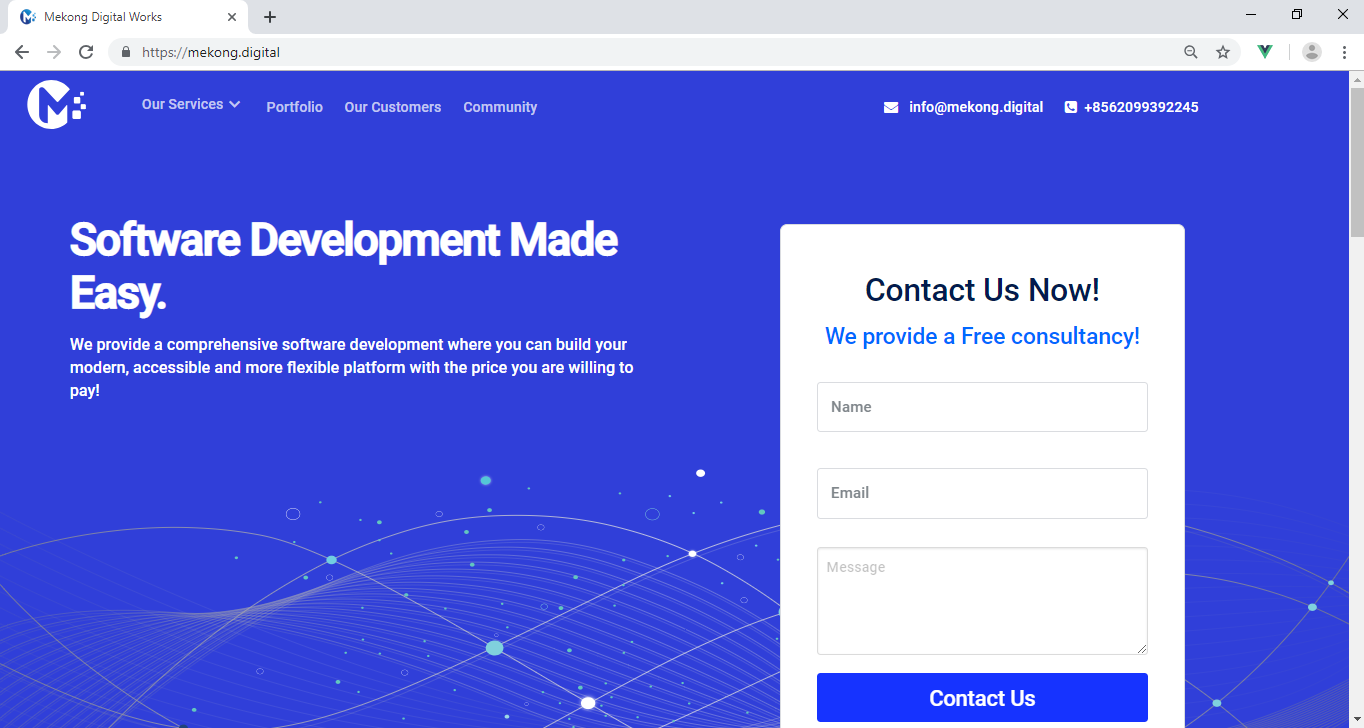 Mekong Digital Works
https://mekong.digital
Our Services
Portfolio
Our Customers
Community
info@mekong.digital
+8562099392245
Software Development Made
Easy.
We provide a comprehensive software development where you can build your
modern, accessible and more flexible platform with the price you are willing to
pay!
Contact Us Now!
We provide a Free consultancy!
Name
Email
Message
Contact Us